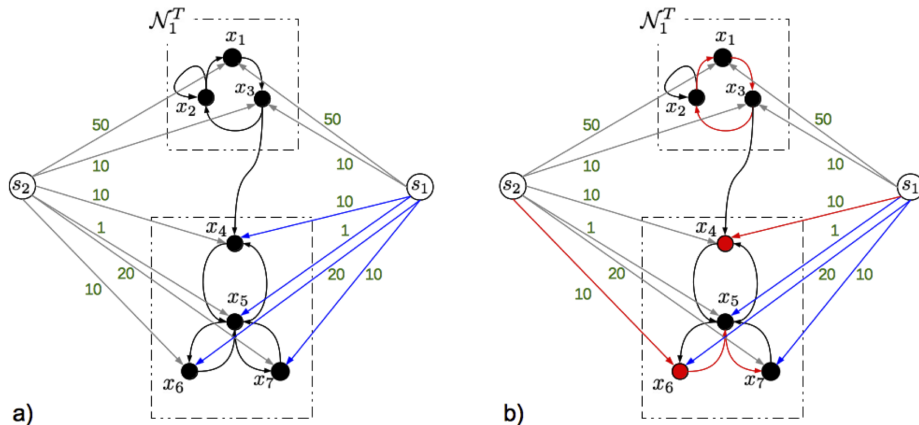 𝒩₁ᵀ
x₁
x₂ x₃
50 50
10 10
s₂ s₁
10 10
x₄
1 1
20 20 10
10
x₅
x₆ x₇
a)
𝒩₁ᵀ
x₁
x₂ x₃
50 50
10 10
s₂ s₁
10 10
x₄
1 1
20 20 10
10
x₅
x₆ x₇
b)